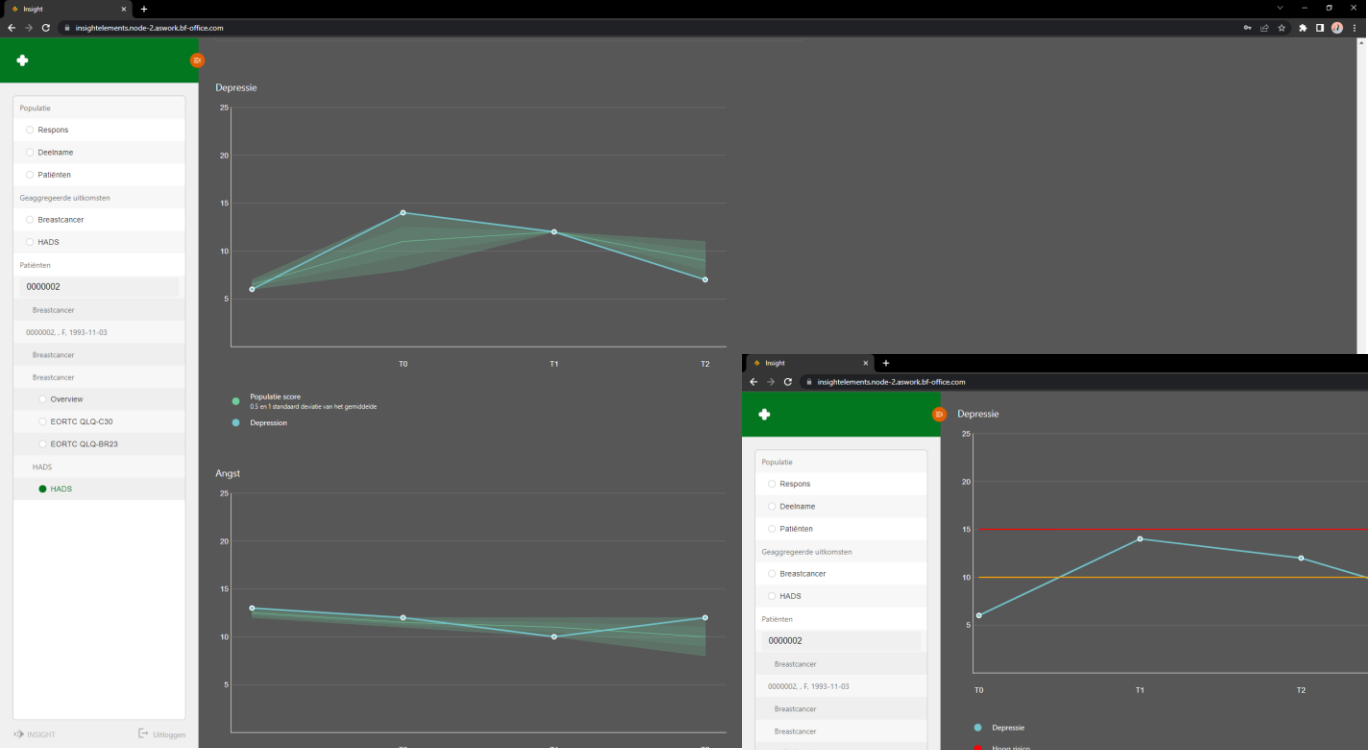 Insight
insightelements.node-2.aswork.bf-office.com
Populatie
Respons
Deelname
Patiënten
Geaggregeerde uitkomsten
Breastcancer
HADS
Patiënten
0000002
Breastcancer
0000002, , F, 1993-11-03
Breastcancer
Breastcancer
Overview
EORTC QLQ-C30
EORTC QLQ-BR23
HADS
HADS
INSIGHT
Uitloggen
Depressie
25
20
15
10
5
T0 T1 T2
Populatie score
0.5 en 1 standaard deviatie van het gemiddelde
Depression
Angst
25
20
15
10
5
Insight
insightelements.node-2.aswork.bf-office.com
Populatie
Respons
Deelname
Patiënten
Geaggregeerde uitkomsten
Breastcancer
HADS
Patiënten
0000002
Breastcancer
0000002, , F, 1993-11-03
Breastcancer
Breastcancer
Depressie
25
20
15
10
5
T0 T1 T2
Depressie
Hoog risico